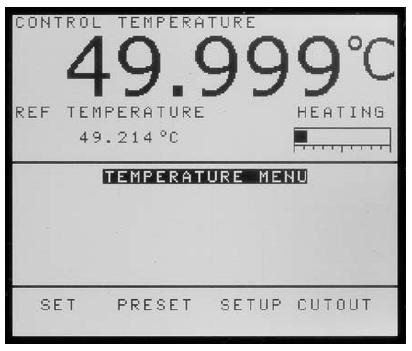 CONTROL TEMPERATURE
49.999°C
REF TEMPERATURE HEATING
49.214°C
TEMPERATURE MENU
SET PRESET SETUP CUTOUT